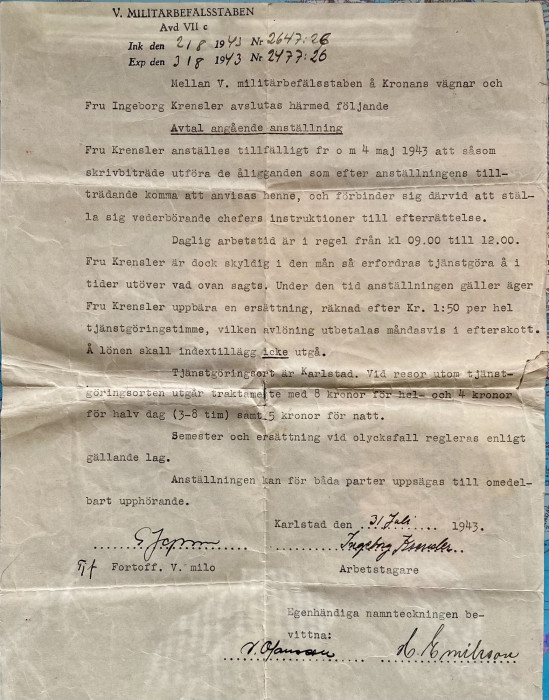 V. MILITÄRBEFÄLSSTABEN
Avd VII c
Ink den 2/8 1943 Nr 2647:26
Exp den 3/8 1943 Nr 2477:26
Mellan V. militärbefälsstaben å Kronans vägnar och
Fru Ingeborg Krensler avslutas härmed följande
Avtal angående anställning
Fru Krensler anställes tillfälligt fr o m 4 maj 1943 att såsom
skrivbiträde utföra de åligganden som efter anställningens till-
trädande komma att anvisas henne, och förbinder sig därvid att stäl-
la sig vederbörande chefers instruktioner till efterrättelse.
Daglig arbetstid är i regel från kl 09.00 till 12.00.
Fru Krensler är dock skyldig i den mån så erfordras tjänstgöra å i
tider utöver vad ovan sagts. Under den tid anställningen gäller äger
Fru Krensler uppbära en ersättning, räknad efter Kr. 1:50 per hel
tjänstgöringstimme, vilken avlöning utbetalas måndasvis i efterskott.
Å lönen skall indextillägg icke utgå.
Tjänstgöringsort är Karlstad. Vid resor utom tjänst-
göringsorten utgår traktamente med 8 kronor för hel- och 4 kronor
för halv dag (3-8 tim) samt 5 kronor för natt.
Semester och ersättning vid olycksfall regleras enligt
gällande lag.
Anställningen kan för båda parter uppsägas till omedel-
bart upphörande.
Karlstad den 31 Juli 1943.
Ingeborg Krensler
Fortoff. V. milo
Arbetstagare
Egenhändiga namnteckningen be-
vittna:
C. Emilsson